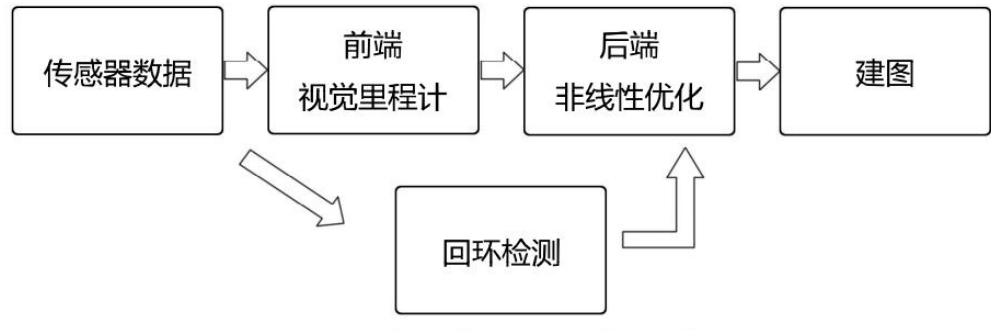 传感器数据
前端
视觉里程计
后端
非线性优化
建图
回环检测